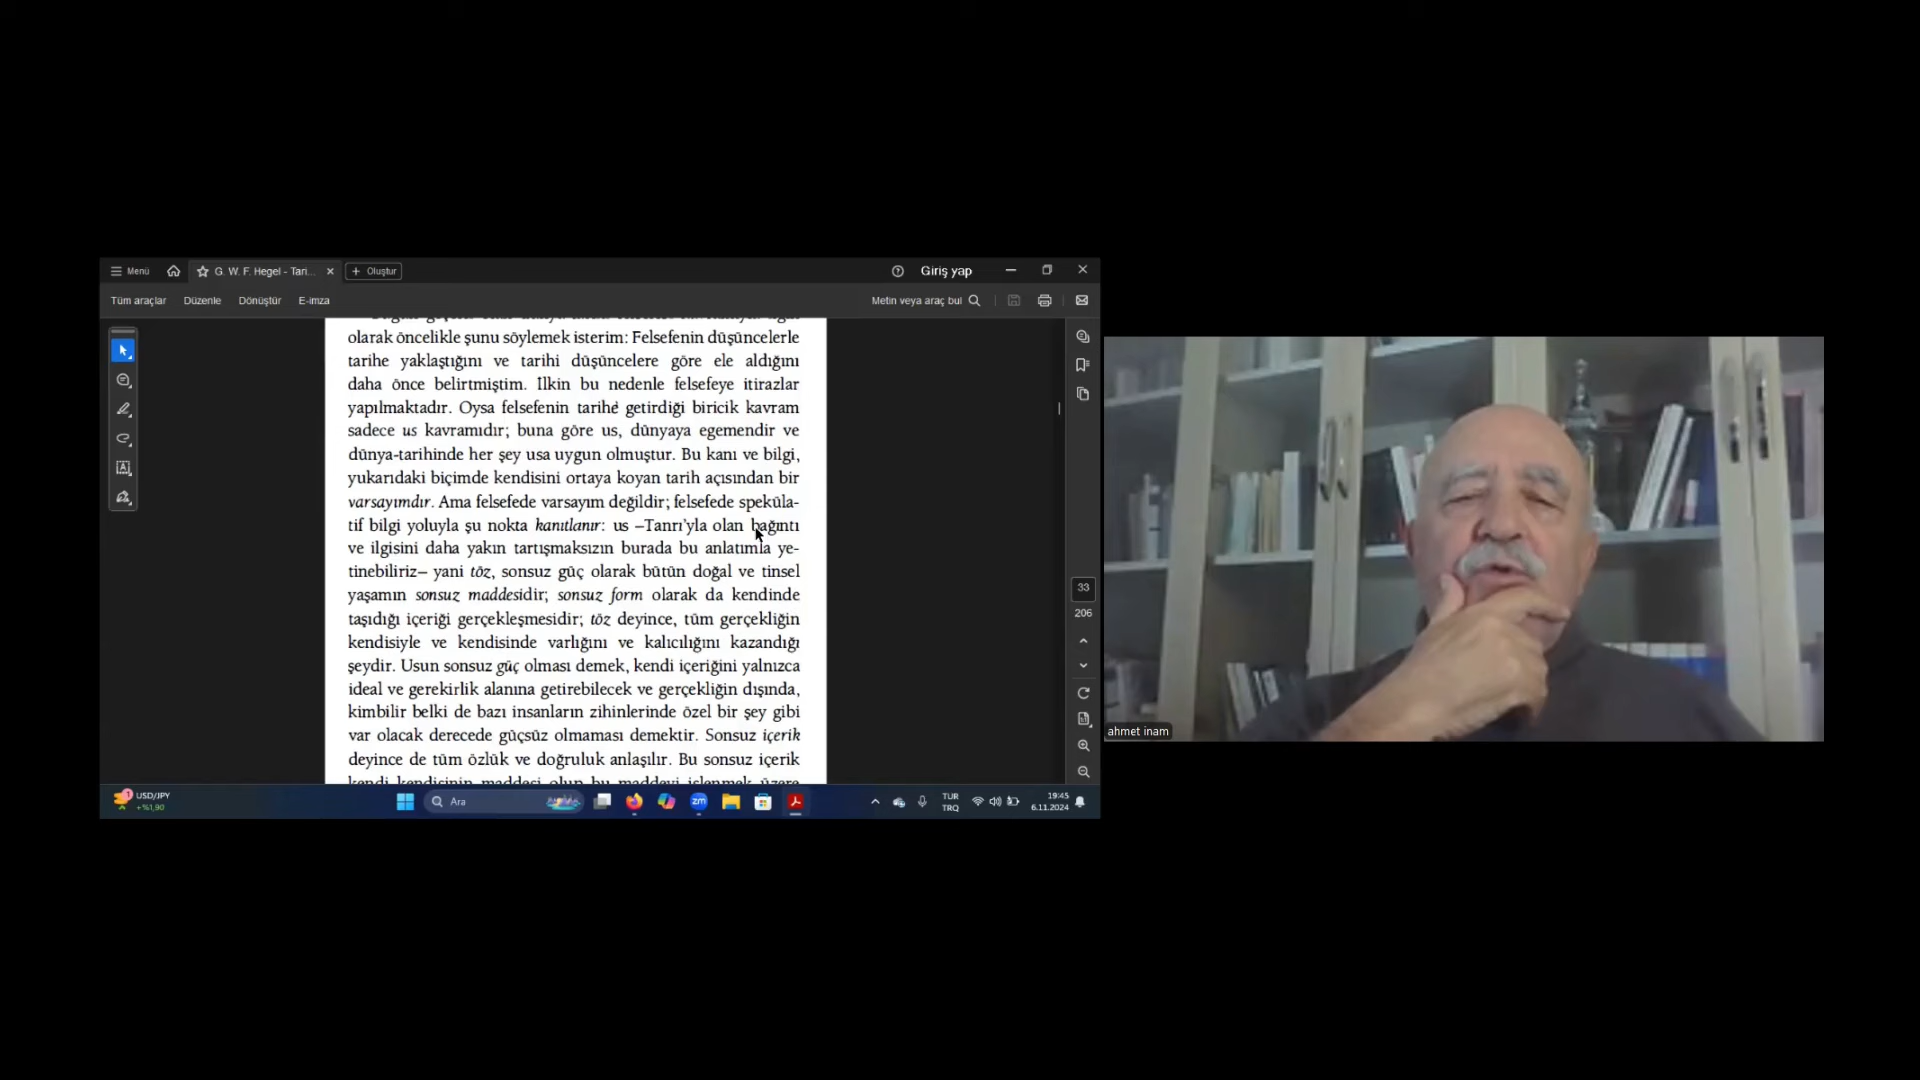 Menü
G. W. F. Hegel - Tari...
Oluştur
Giriş yap
Tüm araçlar
Düzenle
Dönüştür
E-imza
Metin veya araç bul
olarak öncelikle şunu söylemek isterim: Felsefenin düşüncelerle
tarihe yaklaştığını ve tarihi düşüncelere göre ele aldığını
daha önce belirtmiştim. Ilkin bu nedenle felsefeye itirazlar
yapılmaktadır. Oysa felsefenin tarihe getirdiği biricik kavram
sadece us kavramıdır; buna göre us, dünyaya egemendir ve
dünya-tarihinde her şey usa uygun olmuştur. Bu kanı ve bilgi,
yukarıdaki biçimde kendisini ortaya koyan tarih açısından bir
varsayımdır. Ama felsefede varsayım değildir; felsefede spekūla-
tif bilgi yoluyla şu nokta kanıtlanır: us –Tanrı'yla olan bağıntı
ve ilgisini daha yakın tartışmaksızın burada bu anlatımla ye-
tinebiliriz– yani töz, sonsuz güç olarak bütün doğal ve tinsel
yaşamın sonsuz maddesidir; sonsuz form olarak da kendinde
taşıdığı içeriği gerçekleşmesidir; töz deyince, tüm gerçekliğin
kendisiyle ve kendisinde varlığını ve kalıcılığını kazandığı
şeydir. Usun sonsuz güç olması demek, kendi içeriğini yalnızca
ideal ve gerekirlik alanına getirebilecek ve gerçekliğin dışında,
kimbilir belki de bazı insanların zihinlerinde özel bir şey gibi
var olacak derecede güçsüz olmaması demektir. Sonsuz içerik
deyince de tüm özlük ve doğruluk anlaşılır. Bu sonsuz içerik
33
206
ahmet inam
1
USD/JPY
+%1,90
Ara
zm
TUR
TRQ
19:45
6.11.2024